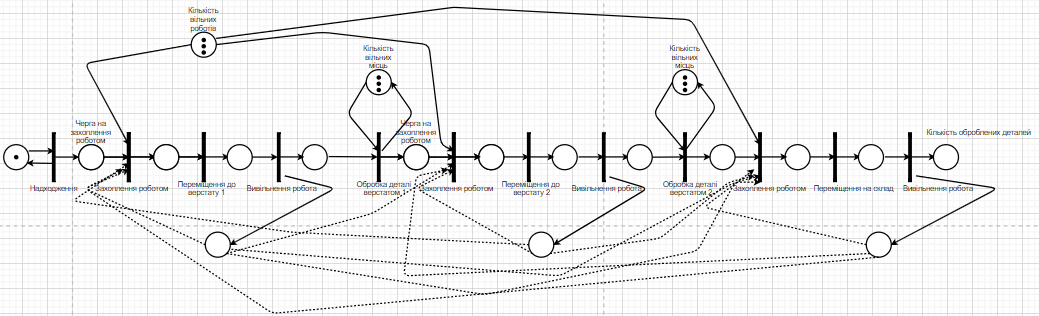 Кількість
вільних
роботів
Кількість
вільних
місць
Кількість
вільних
місць
Черга на
захоплення
роботом
Черга на
захоплення
роботом
Кількість оброблених деталей
Надходження
Захоплення роботом
Переміщення до
верстату 1
Вивільнення робота
Обробка деталі
верстатом 1
Захоплення роботом
Переміщення до
верстату 2
Вивільнення робота
Обробка деталі
верстатом 2
Захоплення роботом
Переміщення на склад
Вивільнення робота